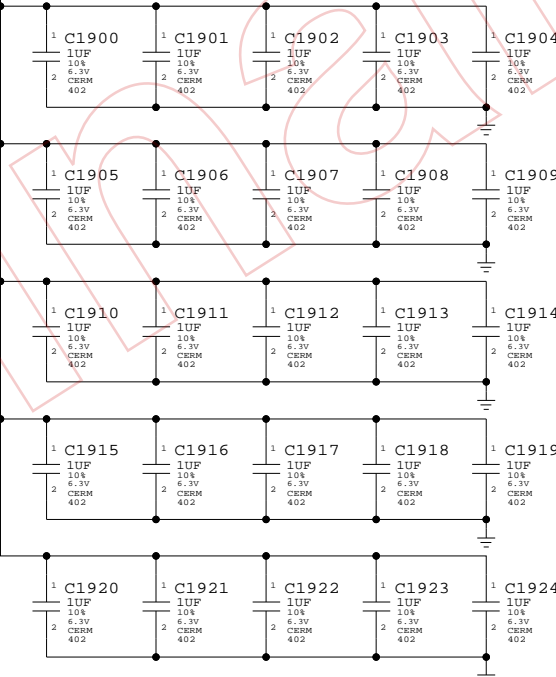 1 C1900 1 C1901 1 C1902 1 C1903 1 C1904
1UF 1UF 1UF 1UF 1UF
10% 10% 10% 10% 10%
2 6.3V 2 6.3V 2 6.3V 2 6.3V 2 6.3V
CERM CERM CERM CERM CERM
402 402 402 402 402
1 C1905 1 C1906 1 C1907 1 C1908 1 C1909
1UF 1UF 1UF 1UF 1UF
10% 10% 10% 10% 10%
2 6.3V 2 6.3V 2 6.3V 2 6.3V 2 6.3V
CERM CERM CERM CERM CERM
402 402 402 402 402
1 C1910 1 C1911 1 C1912 1 C1913 1 C1914
1UF 1UF 1UF 1UF 1UF
10% 10% 10% 10% 10%
2 6.3V 2 6.3V 2 6.3V 2 6.3V 2 6.3V
CERM CERM CERM CERM CERM
402 402 402 402 402
1 C1915 1 C1916 1 C1917 1 C1918 1 C1919
1UF 1UF 1UF 1UF 1UF
10% 10% 10% 10% 10%
2 6.3V 2 6.3V 2 6.3V 2 6.3V 2 6.3V
CERM CERM CERM CERM CERM
402 402 402 402 402
1 C1920 1 C1921 1 C1922 1 C1923 1 C1924
1UF 1UF 1UF 1UF 1UF
10% 10% 10% 10% 10%
2 6.3V 2 6.3V 2 6.3V 2 6.3V 2 6.3V
CERM CERM CERM CERM CERM
402 402 402 402 402